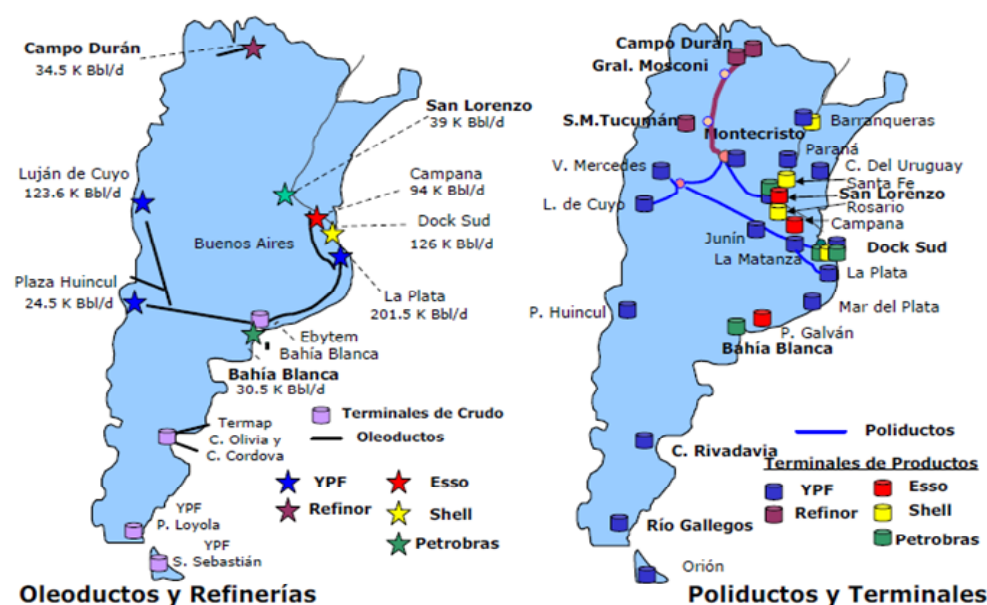 Campo Durán
34.5 K Bbl/d
San Lorenzo
39 K Bbl/d
Luján de Cuyo
123.6 K Bbl/d
Campana
94 K Bbl/d
Dock Sud
126 K Bbl/d
Buenos Aires
Plaza Huincul
24.5 K Bbl/d
La Plata
201.5 K Bbl/d
Ebytem
Bahía Blanca
Bahía Blanca
30.5 K Bbl/d
Terminales de Crudo
Oleoductos
Termap
C. Olivia y
C. Cordova
YPF
Esso
Refinor
Shell
Petrobras
YPF
P. Loyola
YPF
S. Sebastián
Oleoductos y Refinerías
Campo Durán
Gral. Mosconi
S.M.Tucumán
Montecristo
Barranqueras
Paraná
V. Mercedes
C. Del Uruguay
Santa Fe
San Lorenzo
L. de Cuyo
Rosario
Campana
Junín
Dock Sud
La Matanza
La Plata
Mar del Plata
P. Huincul
P. Galván
Bahía Blanca
Poliductos
C. Rivadavia
Terminales de Productos
YPF
Esso
Refinor
Shell
Petrobras
Río Gallegos
Orión
Poliductos y Terminales